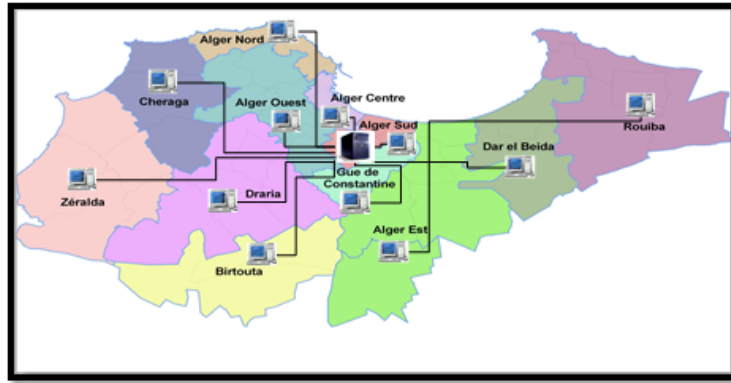 Alger Nord
Cheraga
Alger Ouest
Alger Centre
Alger Sud
Rouiba
Dar el Beida
Gue de
Constantine
Zéralda
Draria
Alger Est
Birtouta